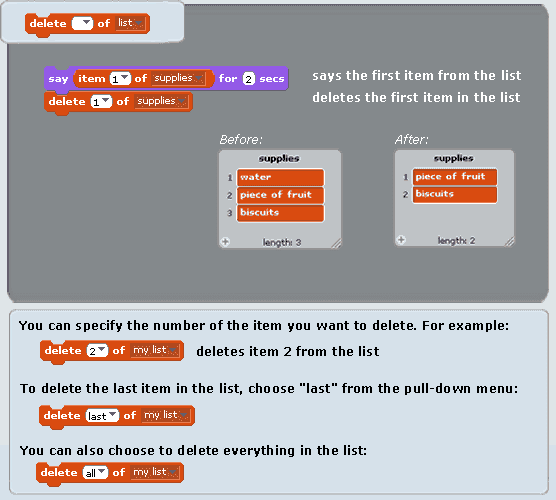 delete of list
say item 1 of supplies for 2 secs
says the first item from the list
delete 1 of supplies
deletes the first item in the list
Before:
supplies
1 water
2 piece of fruit
3 biscuits
+ length: 3
After:
supplies
1 piece of fruit
2 biscuits
+ length: 2
You can specify the number of the item you want to delete. For example:
delete 2 of my list deletes item 2 from the list
To delete the last item in the list, choose "last" from the pull-down menu:
delete last of my list
You can also choose to delete everything in the list:
delete all of my list